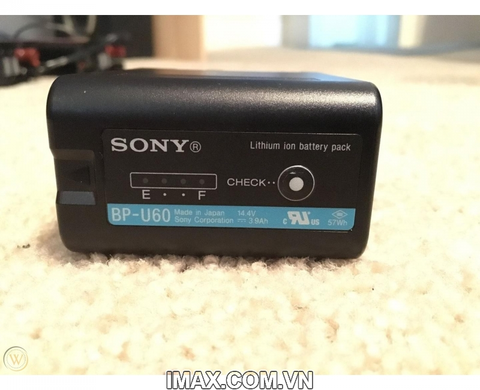 SONY® Lithium ion battery pack
CHECK··
E · · F
BP-U60 Made in Japan 14.4V
Sony Corporation ⎓ 3.9Ah
c US 57Wh
IMAX.COM.VN